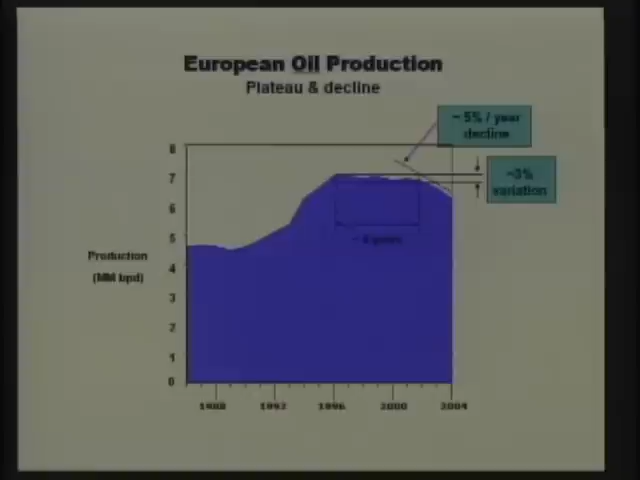 European Oil Production
Plateau & decline
~ 5% / year
decline
~3%
variation
8
7
6
5
4
3
2
1
0
Production
(MM bpd)
1988
1992
1996
2000
2004